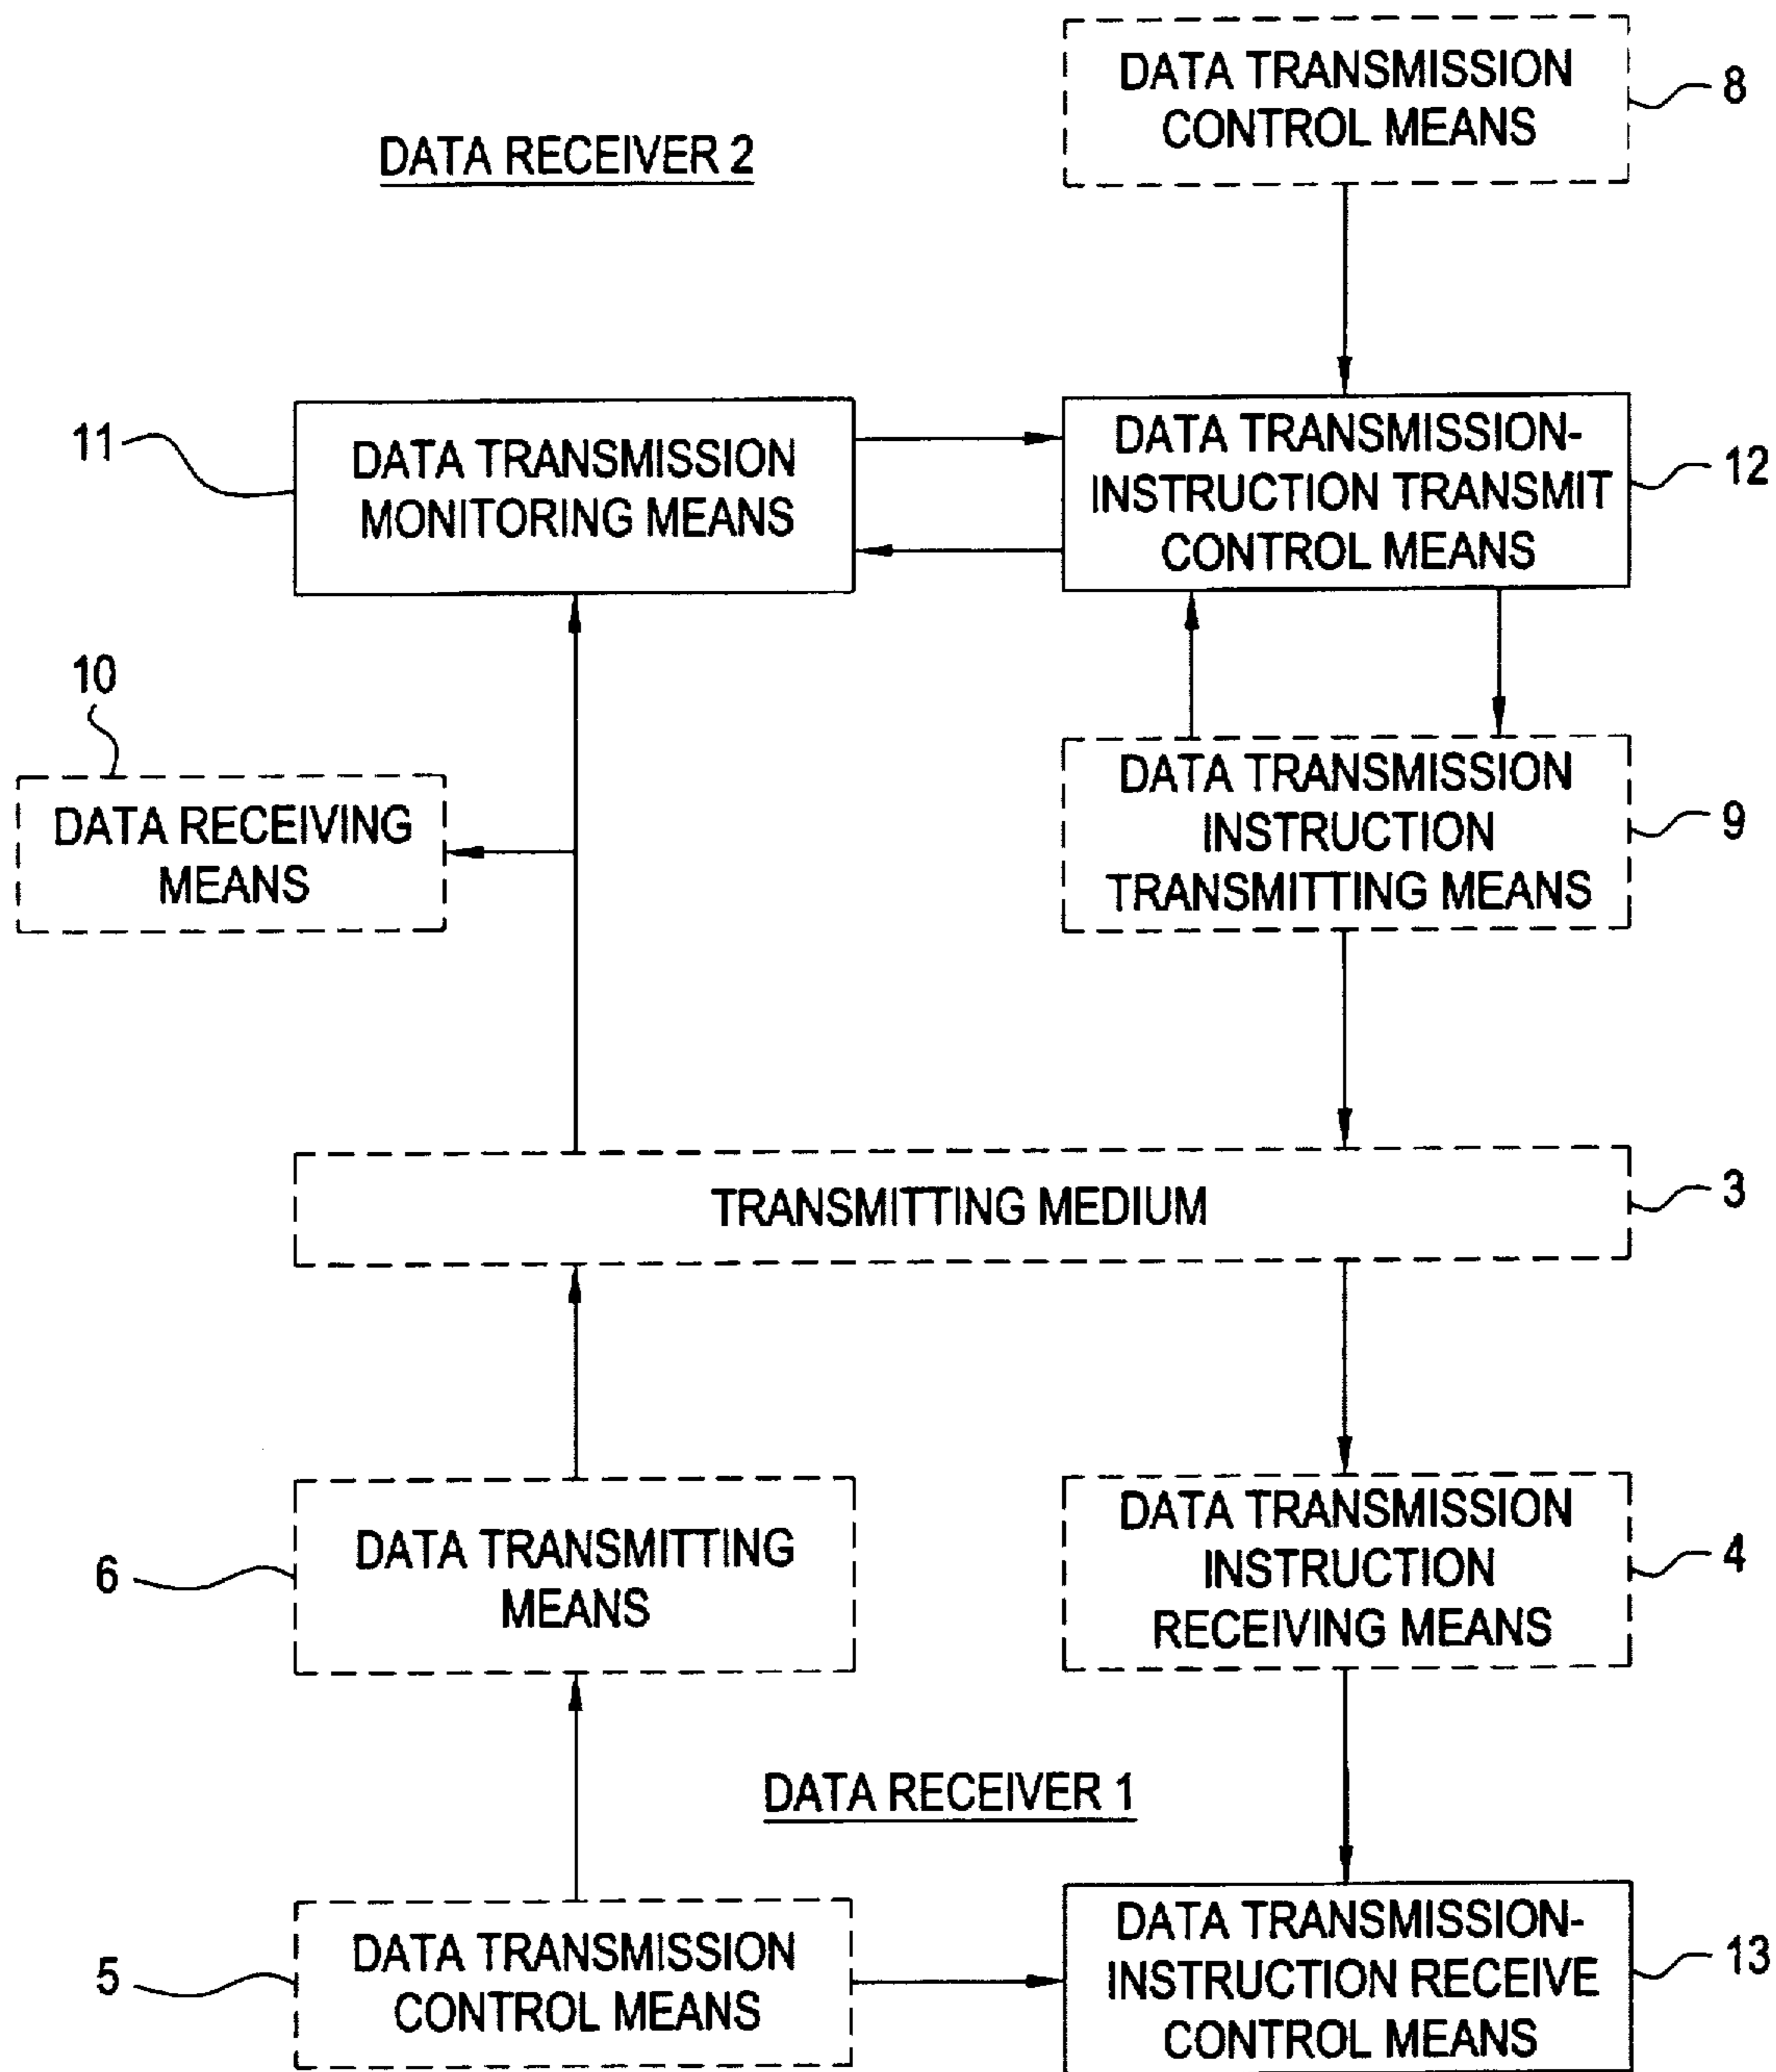 DATA TRANSMISSION
CONTROL MEANS
8
DATA RECEIVER 2
11
DATA TRANSMISSION
MONITORING MEANS
DATA TRANSMISSION-
INSTRUCTION TRANSMIT
CONTROL MEANS
12
10
DATA RECEIVING
MEANS
DATA TRANSMISSION
INSTRUCTION
TRANSMITTING MEANS
9
TRANSMITTING MEDIUM
3
6
DATA TRANSMITTING
MEANS
DATA TRANSMISSION
INSTRUCTION
RECEIVING MEANS
4
DATA RECEIVER 1
5
DATA TRANSMISSION
CONTROL MEANS
DATA TRANSMISSION-
INSTRUCTION RECEIVE
CONTROL MEANS
13